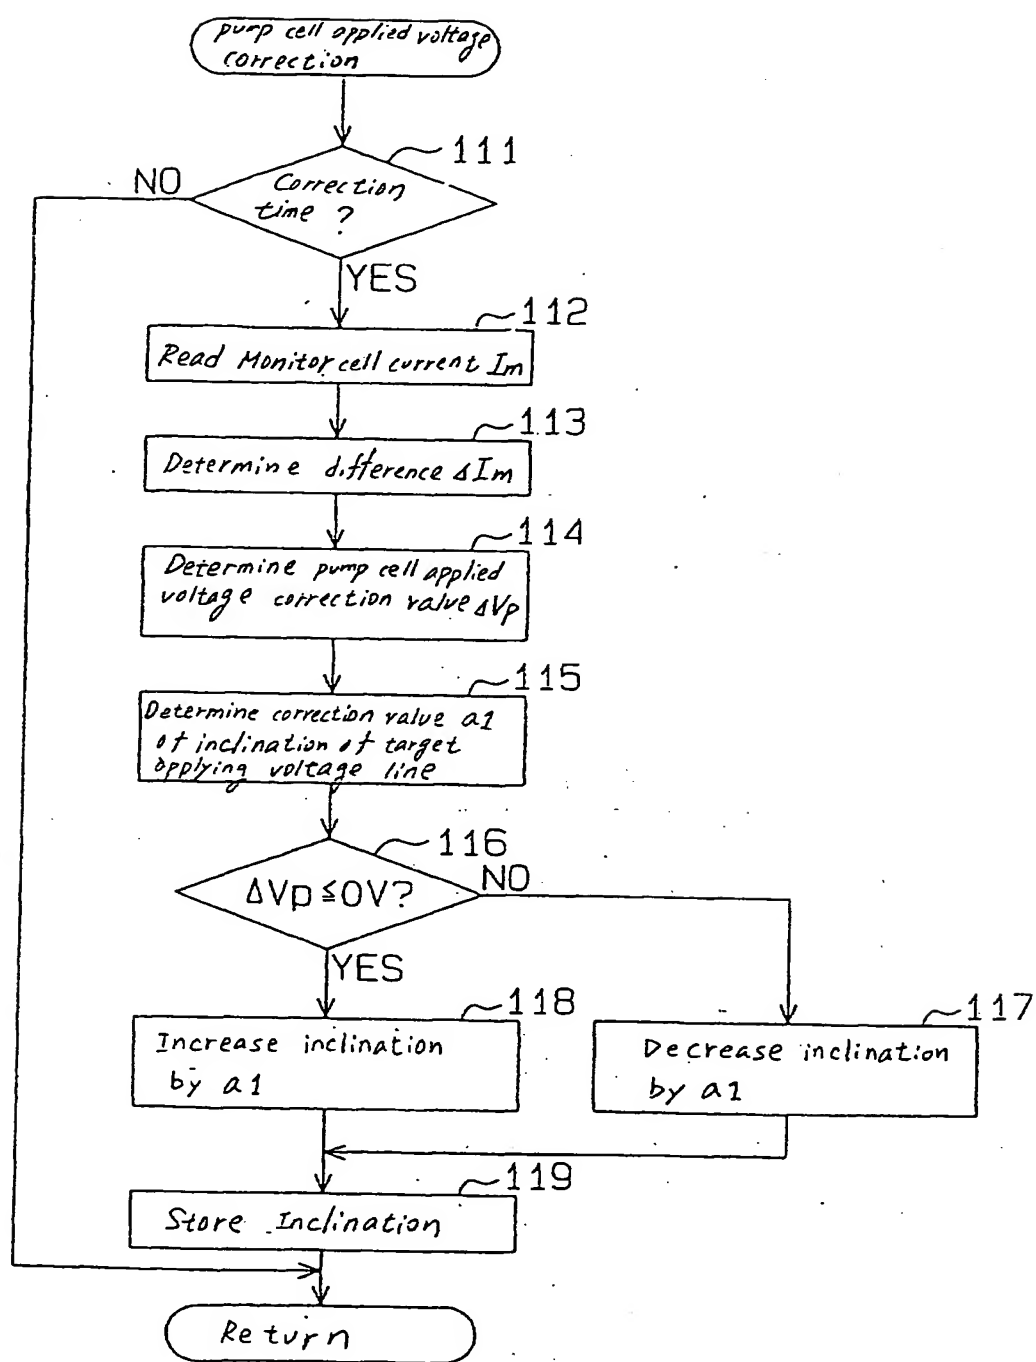 pump cell applied voltage
correction
111
NO
Correction
time ?
YES
112
Read Monitor cell current Im
113
Determine difference ΔIm
114
Determine pump cell applied
voltage correction value ΔVp
115
Determine correction value a1
of inclination of target
applying voltage line
116
ΔVp≦0V?
NO
YES
118
Increase inclination
by a1
117
Decrease inclination
by a1
119
Store Inclination
Return